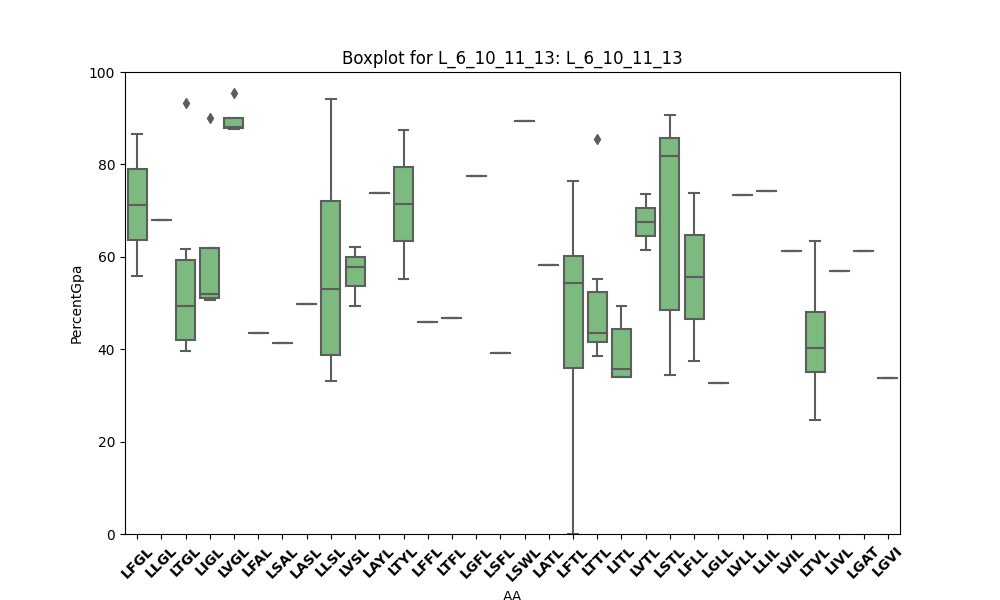 Boxplot for L_6_10_11_13: L_6_10_11_13
100
80
60
40
20
0
PercentGpa
LFGL LLGL LTGL LIGL LVGL LFAL LSAL LASL LLSL LVSL LAYL LTYL LFFL LTFL LGFL LSFL LSWL LATL LFTL LTTL LITL LVTL LSTL LFLL LGLL LVLL LLIL LVIL LTVL LIVL LGAT LGVI
AA